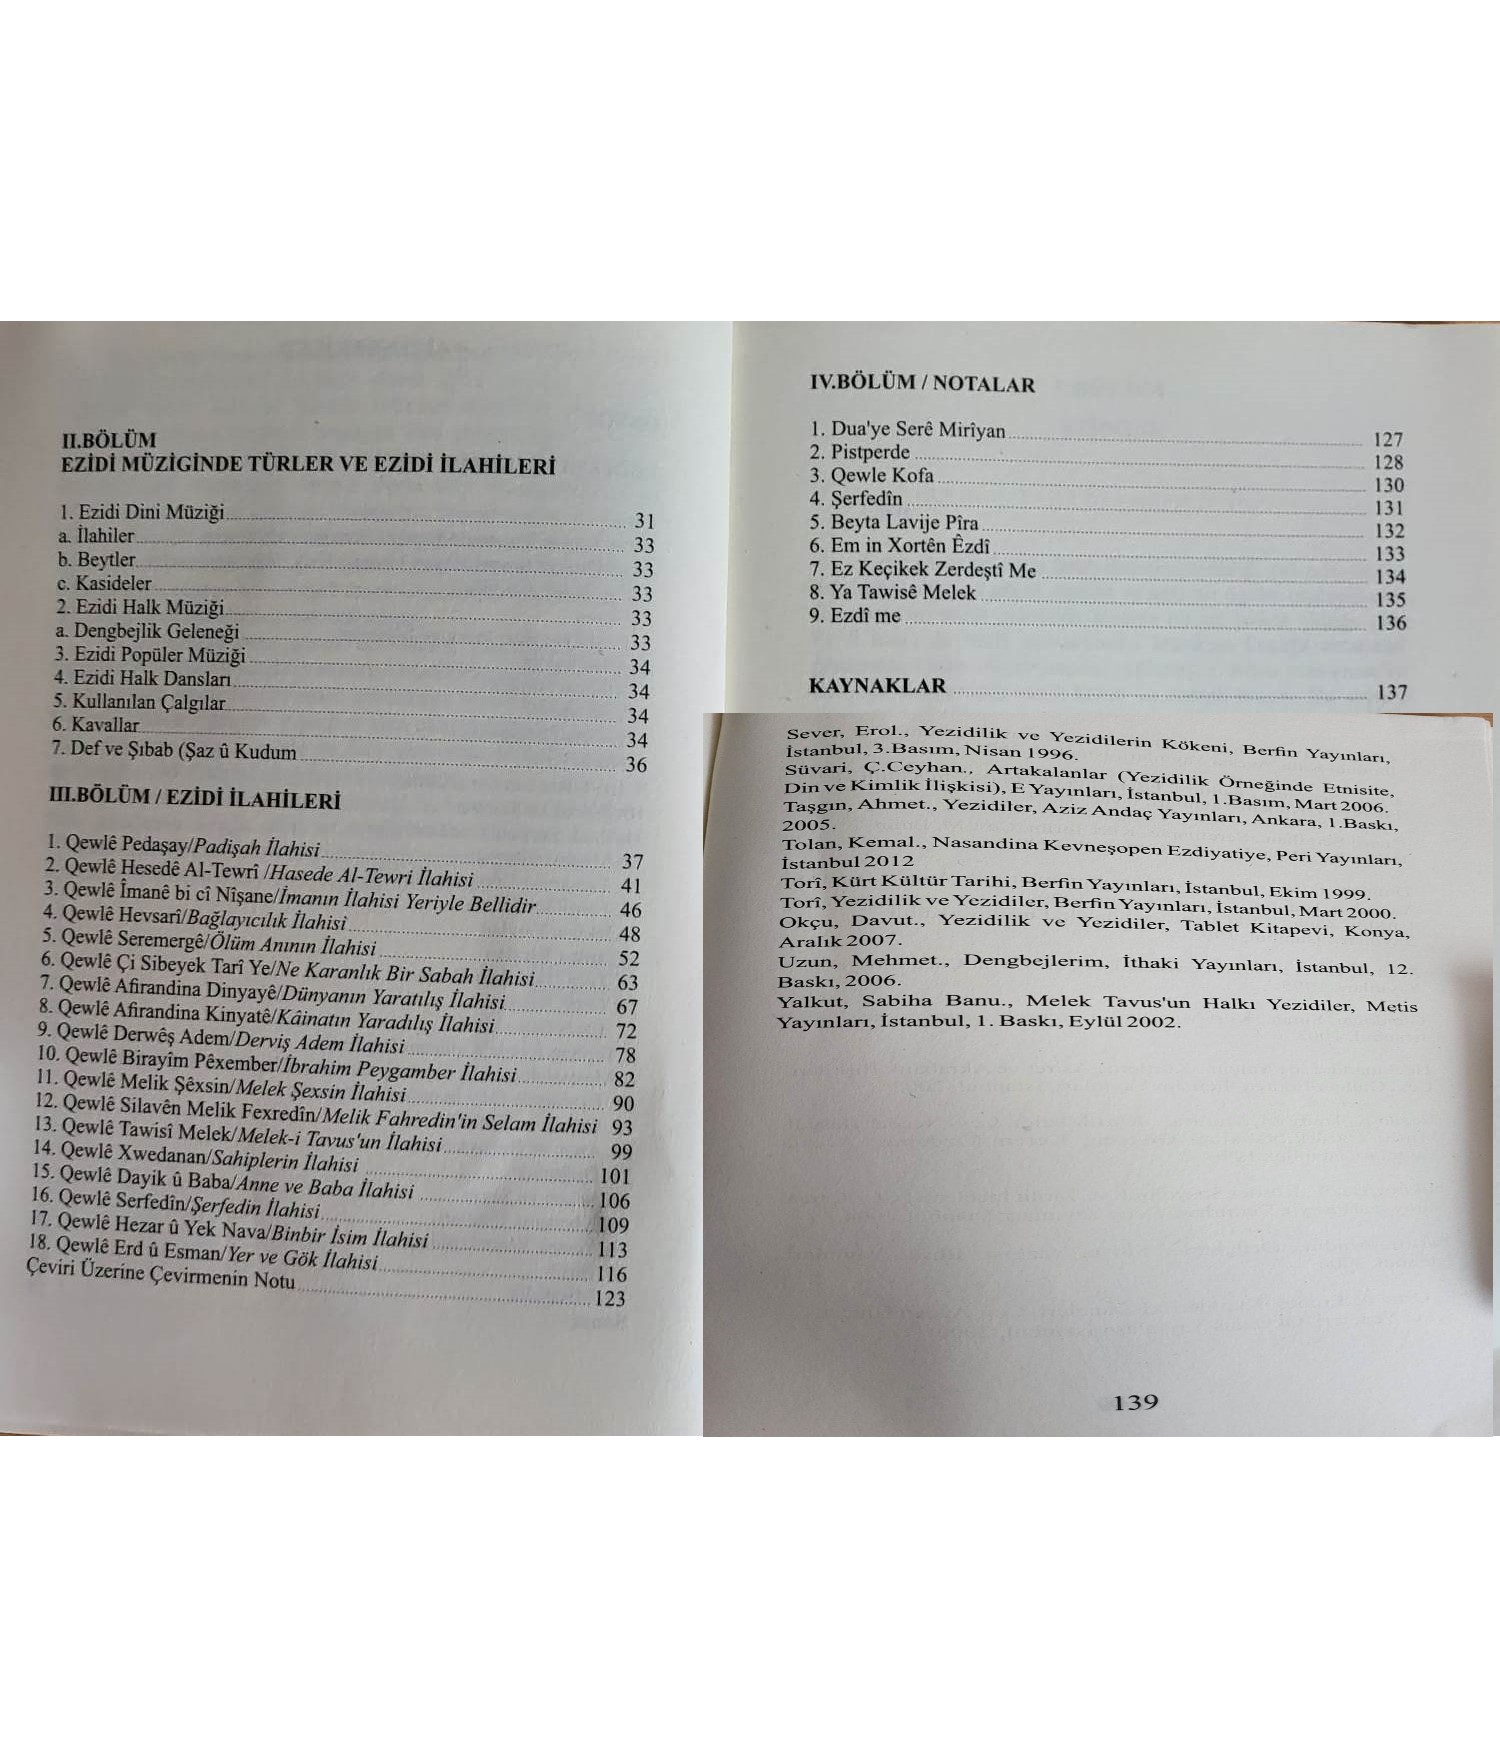 II.BÖLÜM
EZİDİ MÜZIGINDE TÜRLER VE EZIDI İLAHİLERİ
1. Ezidi Dini Müziği 31
a. İlahiler 33
b. Beytler 33
c. Kasideler 33
2. Ezidi Halk Müziği 33
a. Dengbejlik Geleneği 33
3. Ezidi Popüler Müziği 34
4. Ezidi Halk Dansları 34
5. Kullanılan Çalgılar 34
6. Kavallar 34
7. Def ve Şıbab (Şaz û Kudum 36
III.BÖLÜM / EZİDİ İLAHİLERİ
1. Qewlê Pedaşay/Padişah İlahisi 37
2. Qewlê Hesedê Al-Tewrî /Hasede Al-Tewri İlahisi 41
3. Qewlê Îmanê bi cî Nîşane/İmanın İlahisi Yeriyle Bellidir 46
4. Qewlê Hevsarî/Bağlayıcılık İlahisi 48
5. Qewlê Seremergê/Ölüm Anının İlahisi 52
6. Qewlê Çi Sibeyek Tarî Ye/Ne Karanlık Bir Sabah İlahisi 63
7. Qewlê Afirandina Dinyayê/Dünyanın Yaratılış İlahisi 67
8. Qewlê Afirandina Kinyatê/Kâinatın Yaradılış İlahisi 72
9. Qewlê Derwêş Adem/Derviş Adem İlahisi 78
10. Qewlê Birayîm Pêxember/İbrahim Peygamber İlahisi 82
11. Qewlê Melik Şêxsin/Melek Şexsin İlahisi 90
12. Qewlê Silavên Melik Fexredîn/Melik Fahredin'in Selam İlahisi 93
13. Qewlê Tawisî Melek/Melek-i Tavus'un İlahisi 99
14. Qewlê Xwedanan/Sahiplerin İlahisi 101
15. Qewlê Dayik û Baba/Anne ve Baba İlahisi 106
16. Qewlê Serfedîn/Şerfedin İlahisi 109
17. Qewlê Hezar û Yek Nava/Binbir İsim İlahisi 113
18. Qewlê Erd û Esman/Yer ve Gök İlahisi 116
Çeviri Üzerine Çevirmenin Notu 123
IV.BÖLÜM / NOTALAR
1. Dua'ye Serê Mirîyan 127
2. Pistperde 128
3. Qewle Kofa 130
4. Şerfedîn 131
5. Beyta Lavije Pîra 132
6. Em in Xortên Êzdî 133
7. Ez Keçikek Zerdeştî Me 134
8. Ya Tawisê Melek 135
9. Ezdî me 136
KAYNAKLAR 137
Sever, Erol., Yezidilik ve Yezidilerin Kökeni, Berfin Yayınları,
İstanbul, 3.Basım, Nisan 1996.
Süvari, Ç.Ceyhan., Artakalanlar (Yezidilik Örneğinde Etnisite,
Din ve Kimlik İlişkisi), E Yayınları, İstanbul, 1.Basım, Mart 2006.
Taşgın, Ahmet., Yezidiler, Aziz Andaç Yayınları, Ankara, 1.Baskı,
2005.
Tolan, Kemal., Nasandina Kevneşopen Ezdiyatiye, Peri Yayınları,
İstanbul 2012
Torî, Kürt Kültür Tarihi, Berfin Yayınları, İstanbul, Ekim 1999.
Torî, Yezidilik ve Yezidiler, Berfin Yayınları, İstanbul, Mart 2000.
Okçu, Davut., Yezidilik ve Yezidiler, Tablet Kitapevi, Konya,
Aralık 2007.
Uzun, Mehmet., Dengbejlerim, İthaki Yayınları, İstanbul, 12.
Baskı, 2006.
Yalkut, Sabiha Banu., Melek Tavus'un Halkı Yezidiler, Metis
Yayınları, İstanbul, 1. Baskı, Eylül 2002.
139